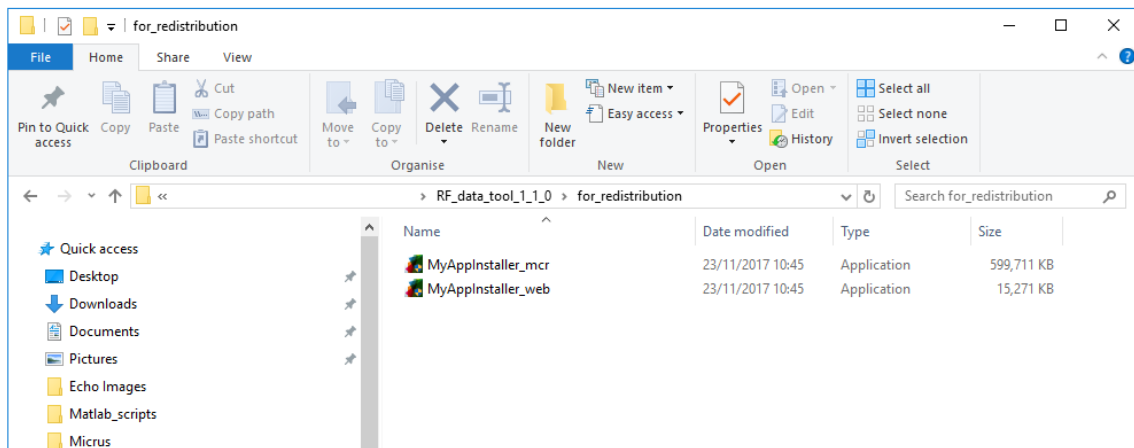 for_redistribution
File Home Share View
Pin to Quick access
Copy
Paste
Cut
Copy path
Paste shortcut
Clipboard
Move to
Copy to
Delete
Rename
Organise
New folder
New item
Easy access
New
Properties
Open
Edit
History
Open
Select all
Select none
Invert selection
Select
« > RF_data_tool_1_1_0 > for_redistribution
Search for_redistribution
Quick access
Desktop
Downloads
Documents
Pictures
Echo Images
Matlab_scripts
Micrus
Name Date modified Type Size
MyAppInstaller_mcr 23/11/2017 10:45 Application 599,711 KB
MyAppInstaller_web 23/11/2017 10:45 Application 15,271 KB